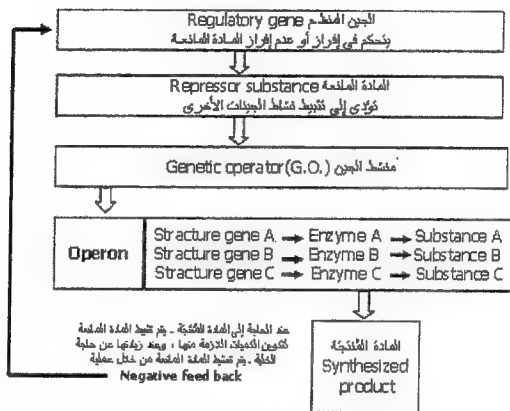 Regulatory gene الجين المنظم
يتحكم في إفراز أو عدم إفراز المادة المانعة
Repressor substance المادة المانعة
تؤدى إلى تثبيط نشاط الجينات الأخرى
Genetic operator(G.O.) منشط الجين
Operon
Stracture gene A → Enzyme A → Substance A
Stracture gene B → Enzyme B → Substance B
Stracture gene C → Enzyme C → Substance C
عند الحاجة إلى المادة المُنتَجَة - يتم تثبيط المادة المانعة
لتكوين الكميات اللازمة منها ؛ وعند زيادتها عن حاجة
الخلية - يتم تنشيط المادة المانعة من خلال عملية
Negative feed back
المادة المُنتَجَة
Synthesized
product